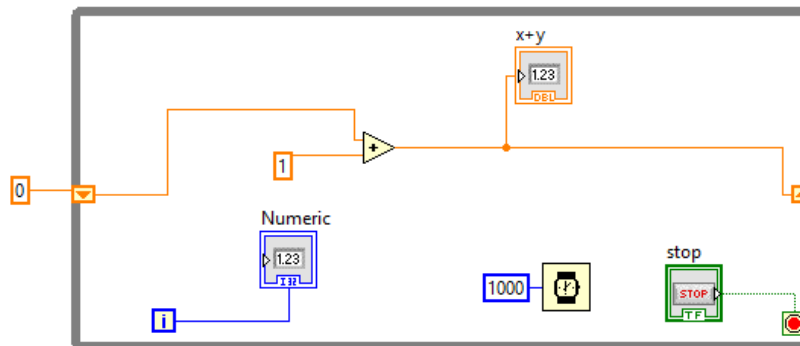 x+y
1.23
DBL
+
1
0
Numeric
1.23
I32
i
1000
stop
STOP
TF